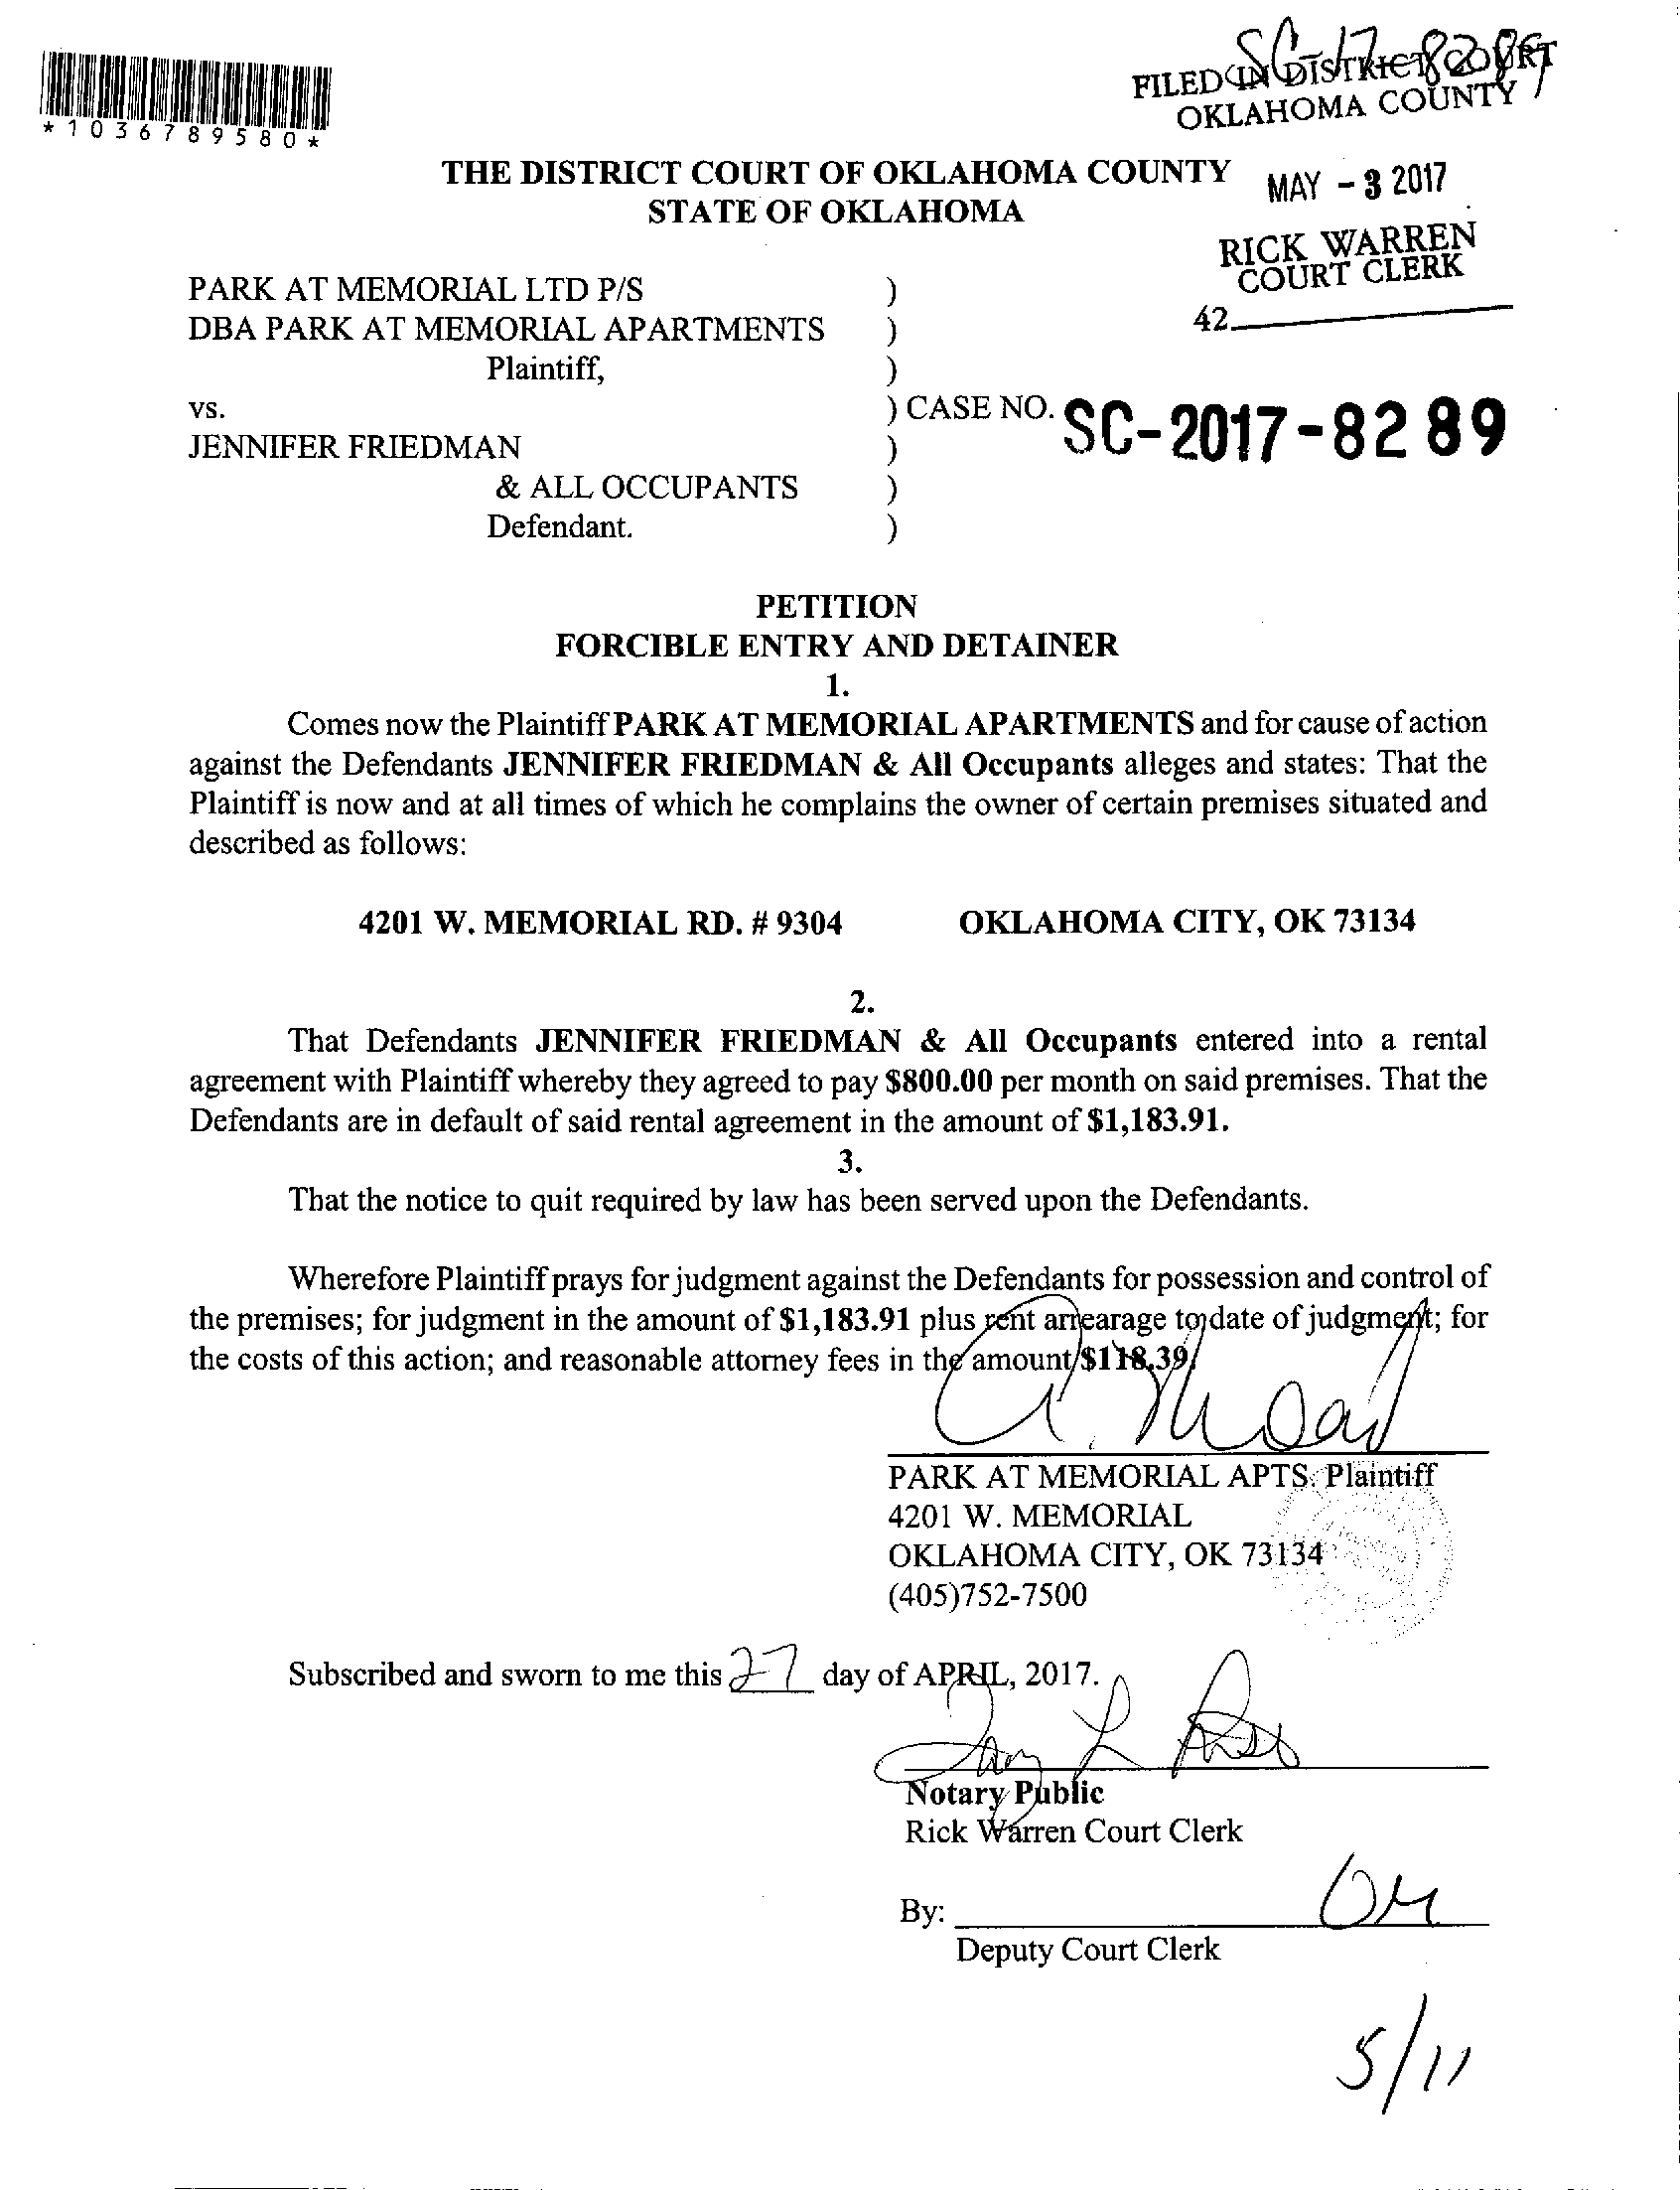 SC-17-8289
FILED IN DISTRICT COURT
OKLAHOMA COUNTY
*1036789580*
THE DISTRICT COURT OF OKLAHOMA COUNTY
STATE OF OKLAHOMA
MAY - 3 2017
RICK WARREN
COURT CLERK
42
PARK AT MEMORIAL LTD P/S )
DBA PARK AT MEMORIAL APARTMENTS )
Plaintiff, )
vs. ) CASE NO. SC-2017-8289
JENNIFER FRIEDMAN )
& ALL OCCUPANTS )
Defendant. )
PETITION
FORCIBLE ENTRY AND DETAINER
1.
Comes now the Plaintiff PARK AT MEMORIAL APARTMENTS and for cause of action
against the Defendants JENNIFER FRIEDMAN & All Occupants alleges and states: That the
Plaintiff is now and at all times of which he complains the owner of certain premises situated and
described as follows:
4201 W. MEMORIAL RD. # 9304 OKLAHOMA CITY, OK 73134
2.
That Defendants JENNIFER FRIEDMAN & All Occupants entered into a rental
agreement with Plaintiff whereby they agreed to pay $800.00 per month on said premises. That the
Defendants are in default of said rental agreement in the amount of $1,183.91.
3.
That the notice to quit required by law has been served upon the Defendants.
Wherefore Plaintiff prays for judgment against the Defendants for possession and control of
the premises; for judgment in the amount of $1,183.91 plus rent arrearage to date of judgment; for
the costs of this action; and reasonable attorney fees in the amount $118.39.
PARK AT MEMORIAL APTS. Plaintiff
4201 W. MEMORIAL
OKLAHOMA CITY, OK 73134
(405)752-7500
Subscribed and sworn to me this 27 day of APRIL, 2017.
Notary Public
Rick Warren Court Clerk
By:
Deputy Court Clerk
5/11